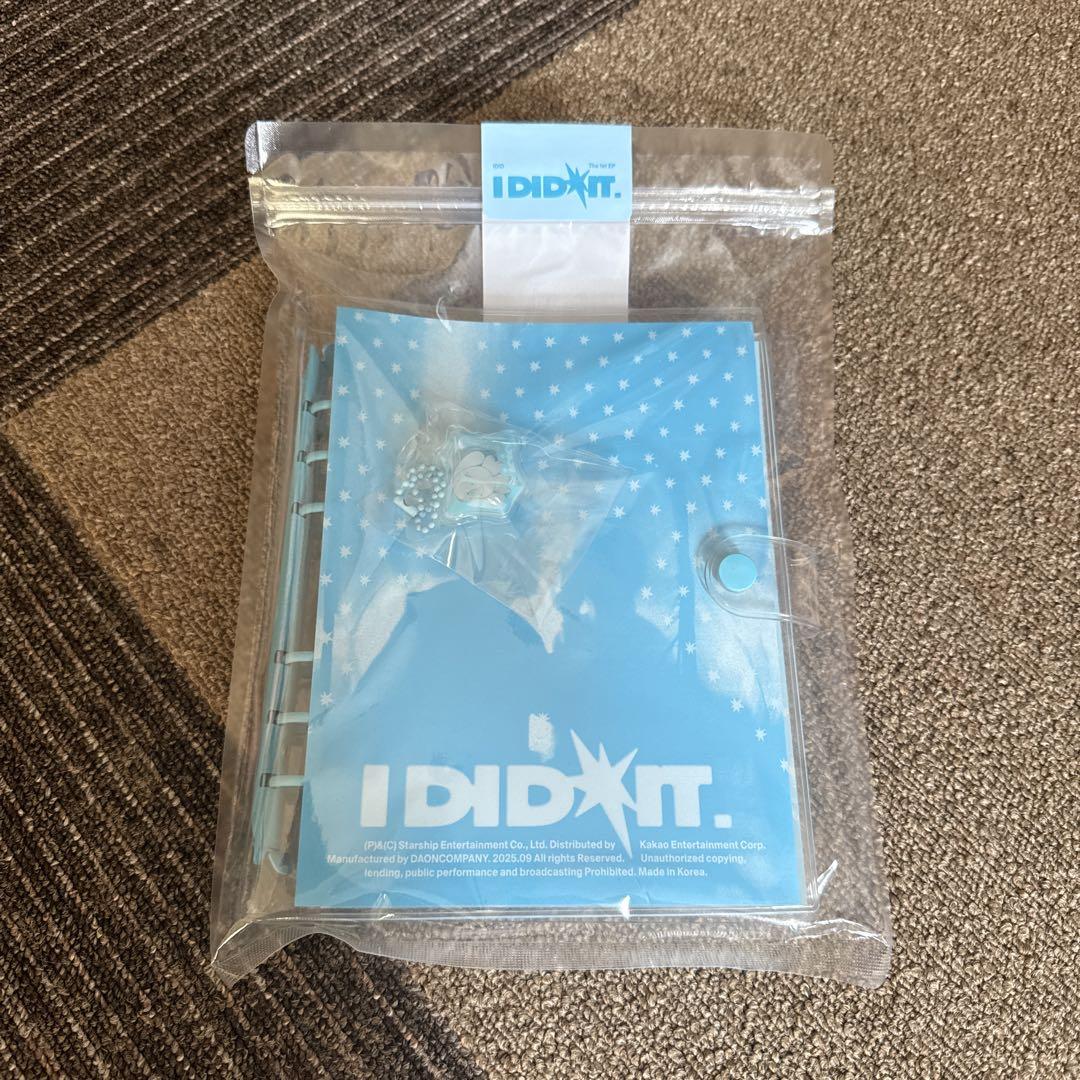 IDID The 1st EP
I DID IT.
I DID IT.
(P)&(C) Starship Entertainment Co., Ltd. Distributed by Kakao Entertainment Corp.
Manufactured by DAONCOMPANY. 2025.09 All rights Reserved. Unauthorized copying,
lending, public performance and broadcasting Prohibited. Made in Korea.